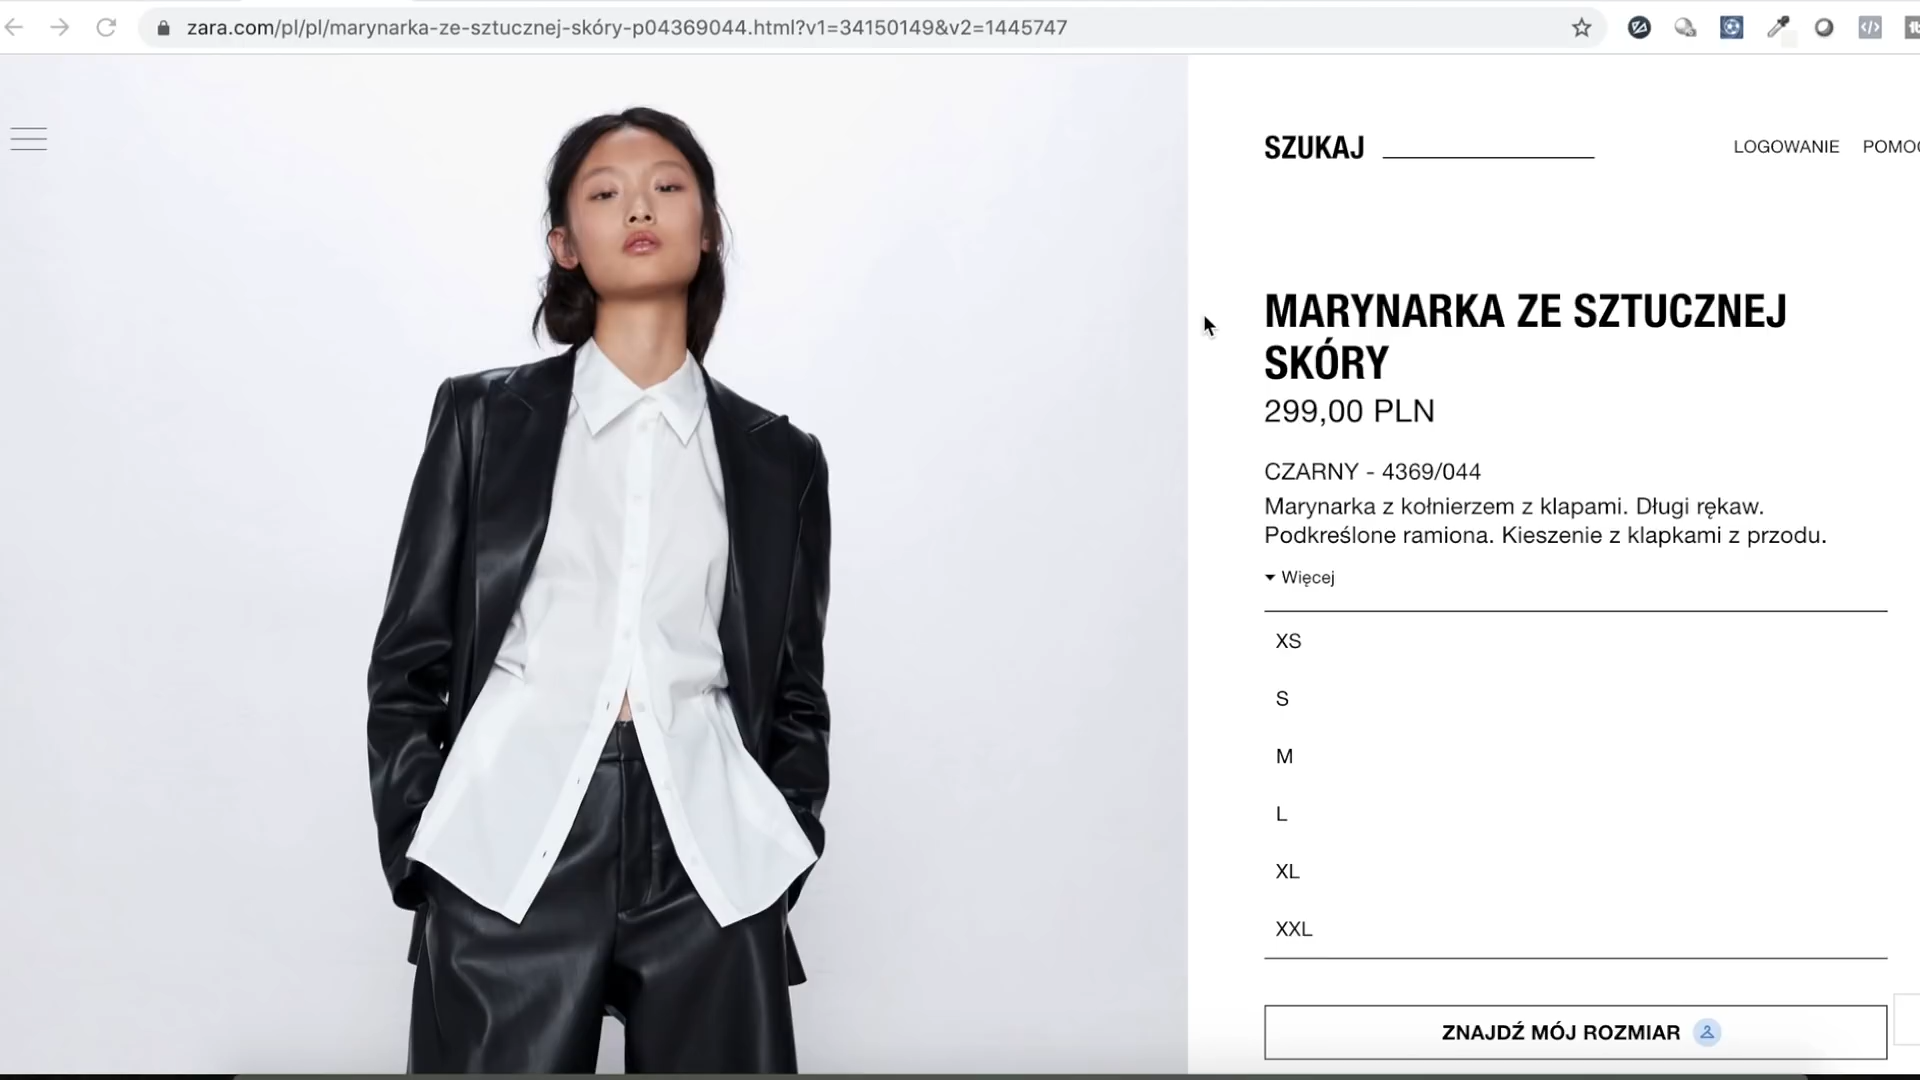 zara.com/pl/pl/marynarka-ze-sztucznej-skóry-p04369044.html?v1=34150149&v2=1445747
SZUKAJ
LOGOWANIE
MARYNARKA ZE SZTUCZNEJ
SKÓRY
299,00 PLN
CZARNY - 4369/044
Marynarka z kołnierzem z klapami. Długi rękaw.
Podkreślone ramiona. Kieszenie z klapkami z przodu.
Więcej
XS
S
M
L
XL
XXL
ZNAJDŹ MÓJ ROZMIAR